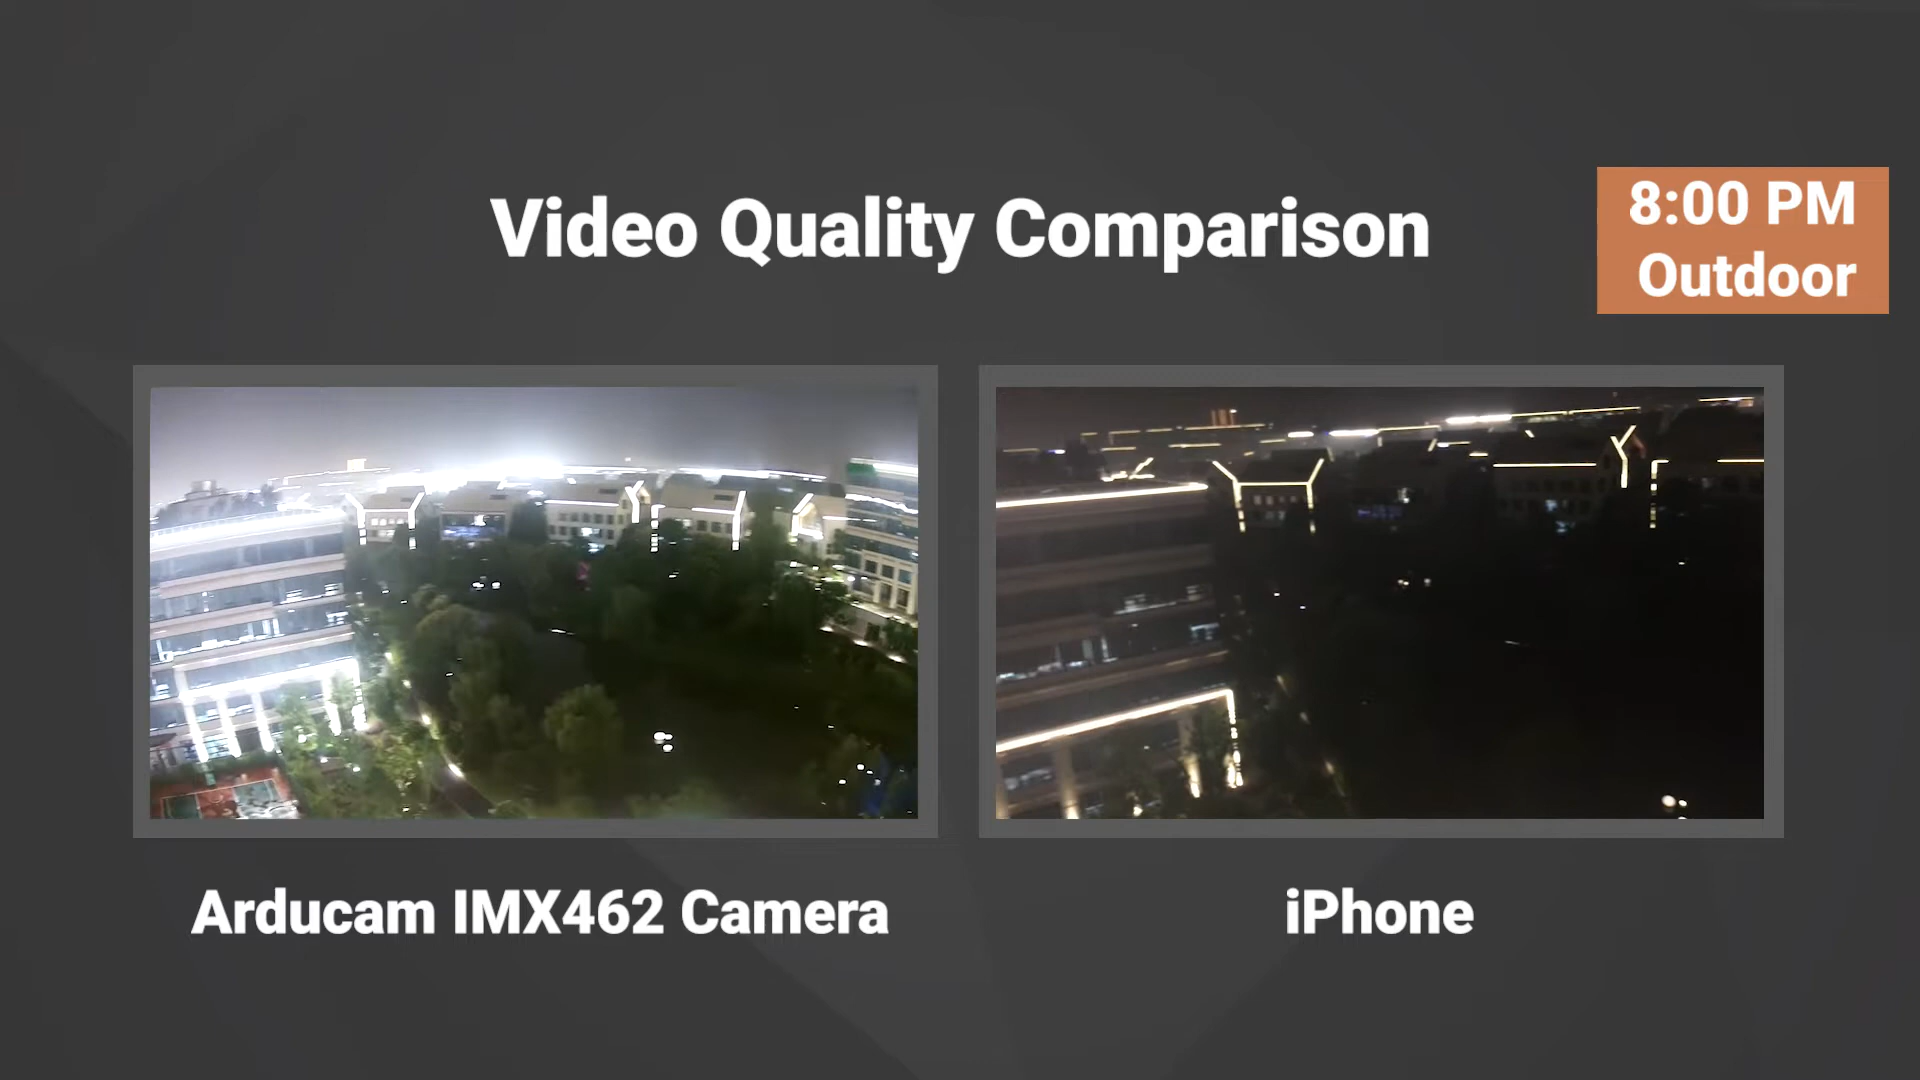 Video Quality Comparison
8:00 PM
Outdoor
Arducam IMX462 Camera
iPhone